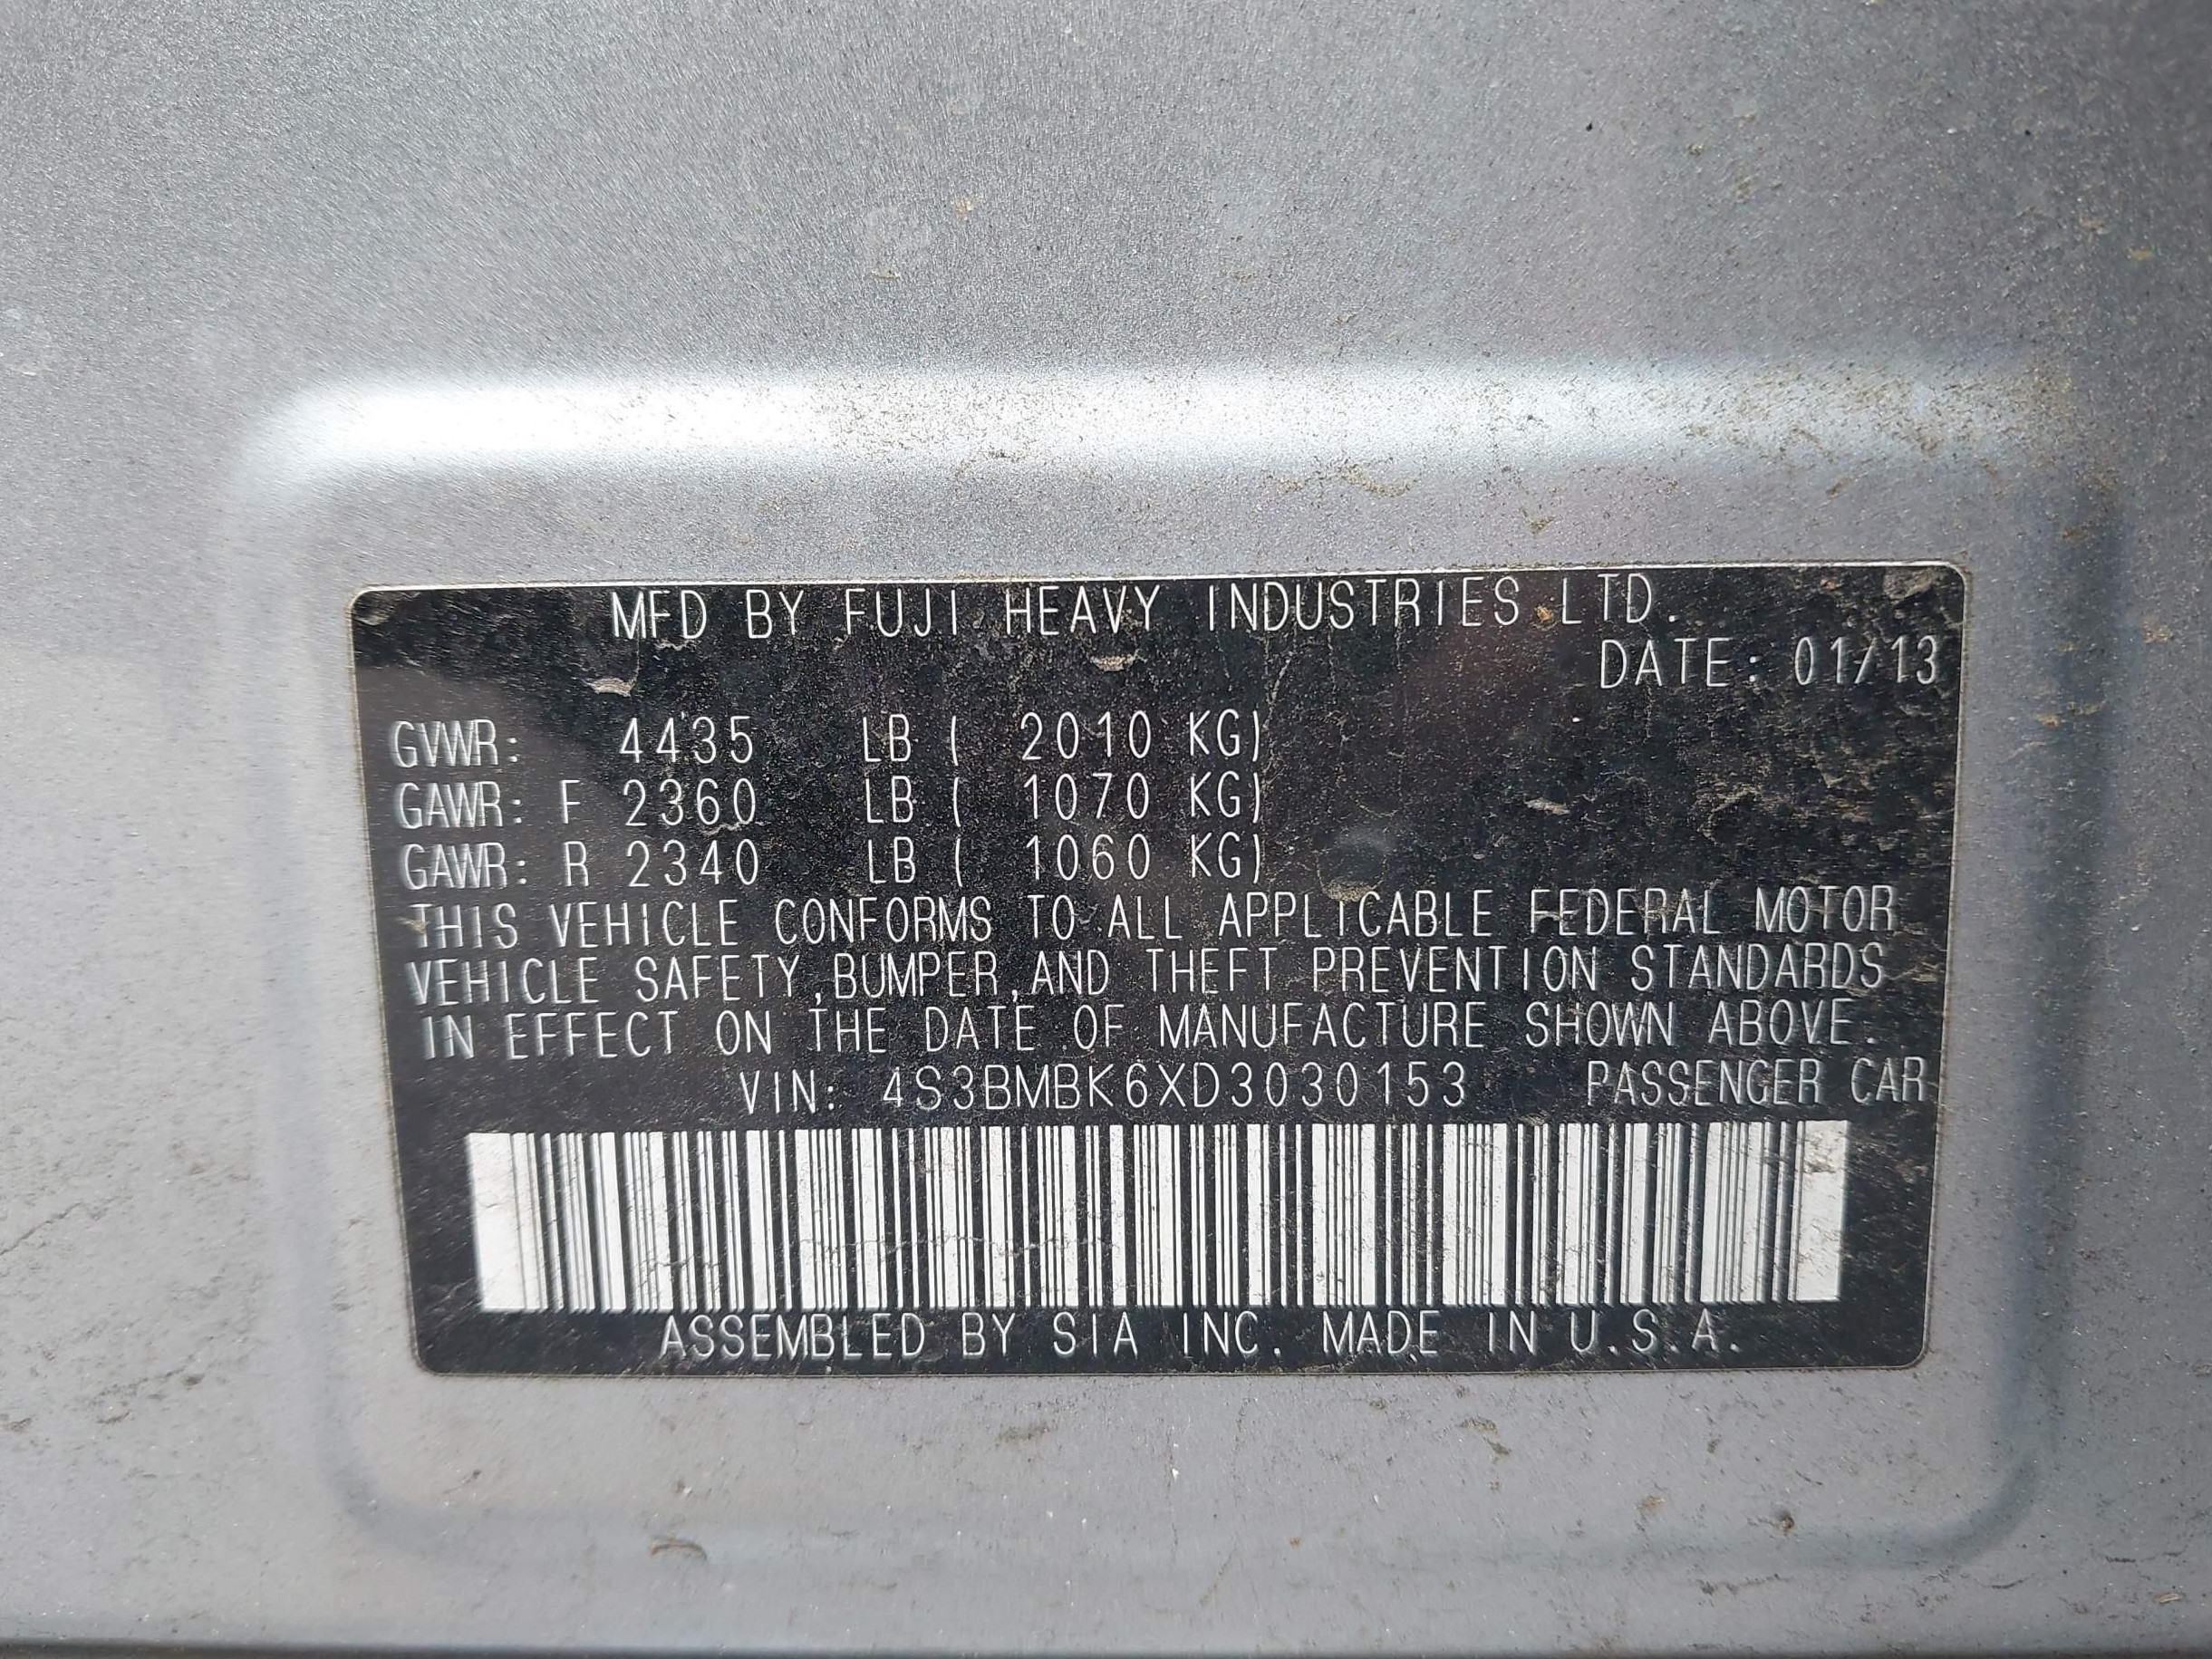 MFD BY FUJI HEAVY INDUSTRIES LTD.
DATE: 01/13
GVWR: 4435 LB ( 2010 KG)
GAWR: F 2360 LB ( 1070 KG)
GAWR: R 2340 LB ( 1060 KG)
THIS VEHICLE CONFORMS TO ALL APPLICABLE FEDERAL MOTOR
VEHICLE SAFETY,BUMPER,AND THEFT PREVENTION STANDARDS
IN EFFECT ON THE DATE OF MANUFACTURE SHOWN ABOVE.
VIN: 4S3BMBK6XD3030153 PASSENGER CAR
ASSEMBLED BY SIA INC. MADE IN U.S.A.